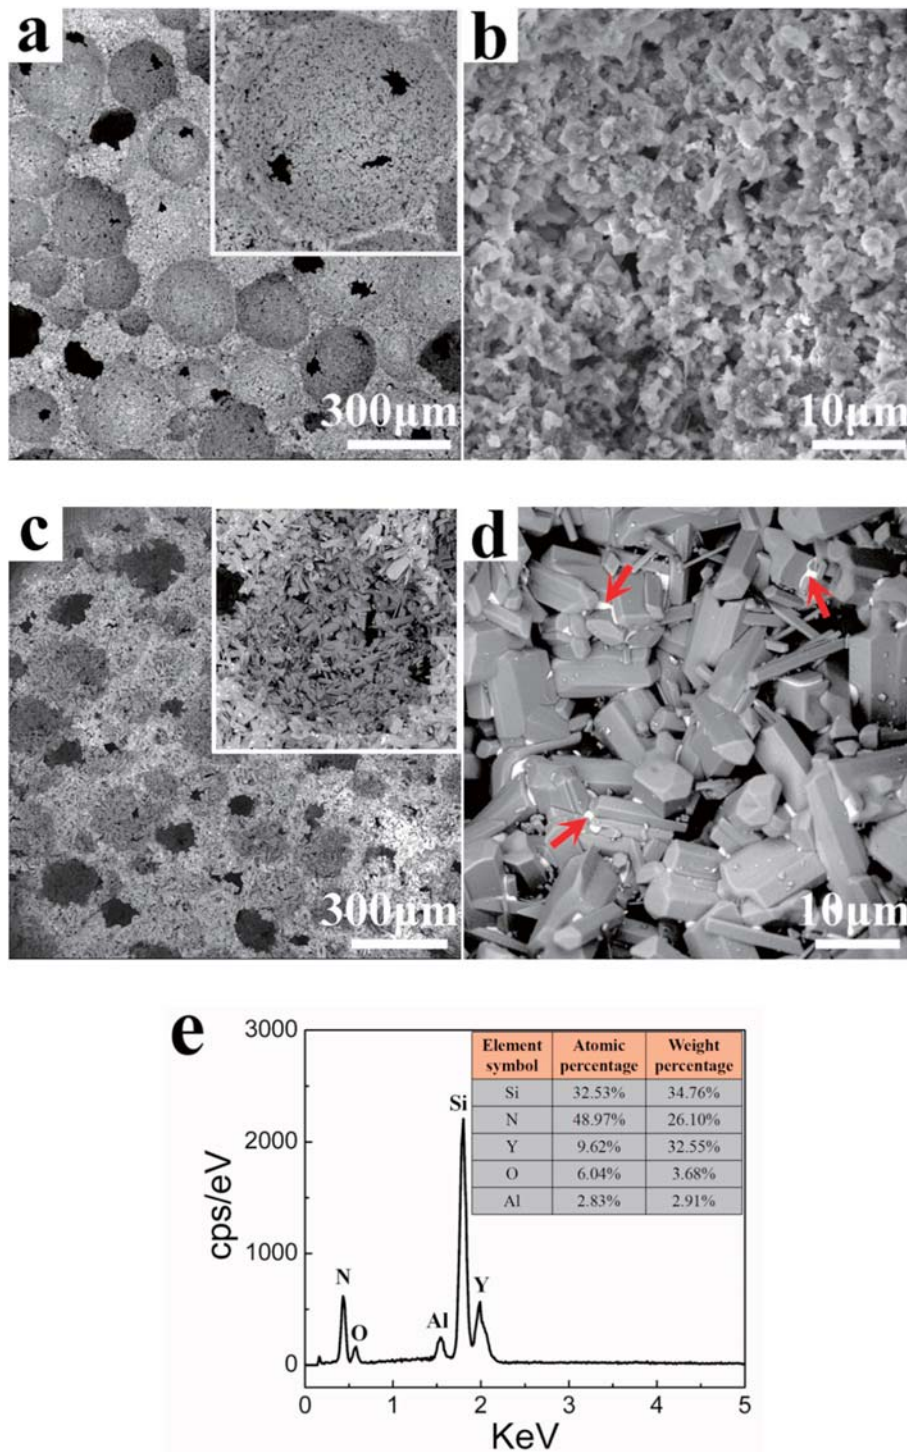 a
b
300μm
10μm
c
d
300μm
10μm
e
3000
2000
1000
0
cps/eV
N
O
Al
Si
Y
Element symbol Atomic percentage Weight percentage
Si 32.53% 34.76%
N 48.97% 26.10%
Y 9.62% 32.55%
O 6.04% 3.68%
Al 2.83% 2.91%
0 1 2 3 4 5
KeV